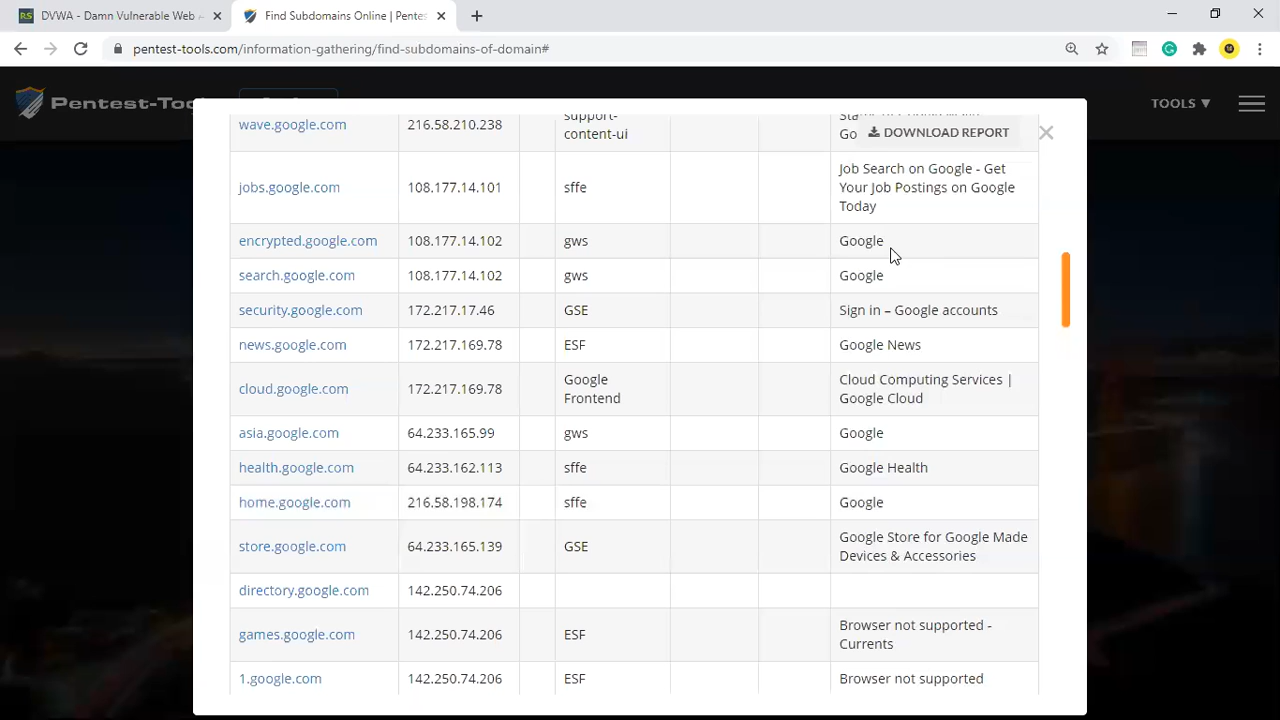 DVWA - Damn Vulnerable Web
Find Subdomains Online | Pentest
pentest-tools.com/information-gathering/find-subdomains-of-domain#
Pentest-Too
TOOLS ▼
DOWNLOAD REPORT
wave.google.com 216.58.210.238 support-
content-ui
Go
jobs.google.com 108.177.14.101 sffe Job Search on Google - Get
Your Job Postings on Google
Today
encrypted.google.com 108.177.14.102 gws Google
search.google.com 108.177.14.102 gws Google
security.google.com 172.217.17.46 GSE Sign in – Google accounts
news.google.com 172.217.169.78 ESF Google News
cloud.google.com 172.217.169.78 Google
Frontend Cloud Computing Services |
Google Cloud
asia.google.com 64.233.165.99 gws Google
health.google.com 64.233.162.113 sffe Google Health
home.google.com 216.58.198.174 sffe Google
store.google.com 64.233.165.139 GSE Google Store for Google Made
Devices & Accessories
directory.google.com 142.250.74.206
games.google.com 142.250.74.206 ESF Browser not supported -
Currents
1.google.com 142.250.74.206 ESF Browser not supported